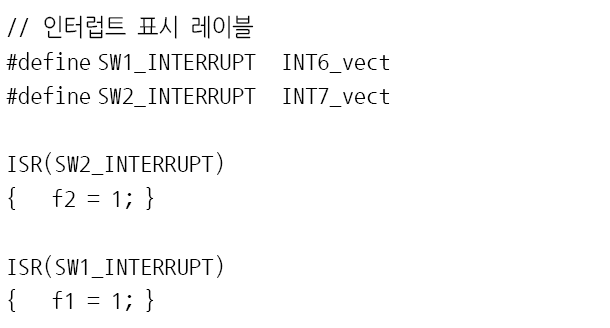 // 인터럽트 표시 레이블
#define SW1_INTERRUPT  INT6_vect
#define SW2_INTERRUPT  INT7_vect

ISR(SW2_INTERRUPT)
{   f2 = 1; }

ISR(SW1_INTERRUPT)
{   f1 = 1; }